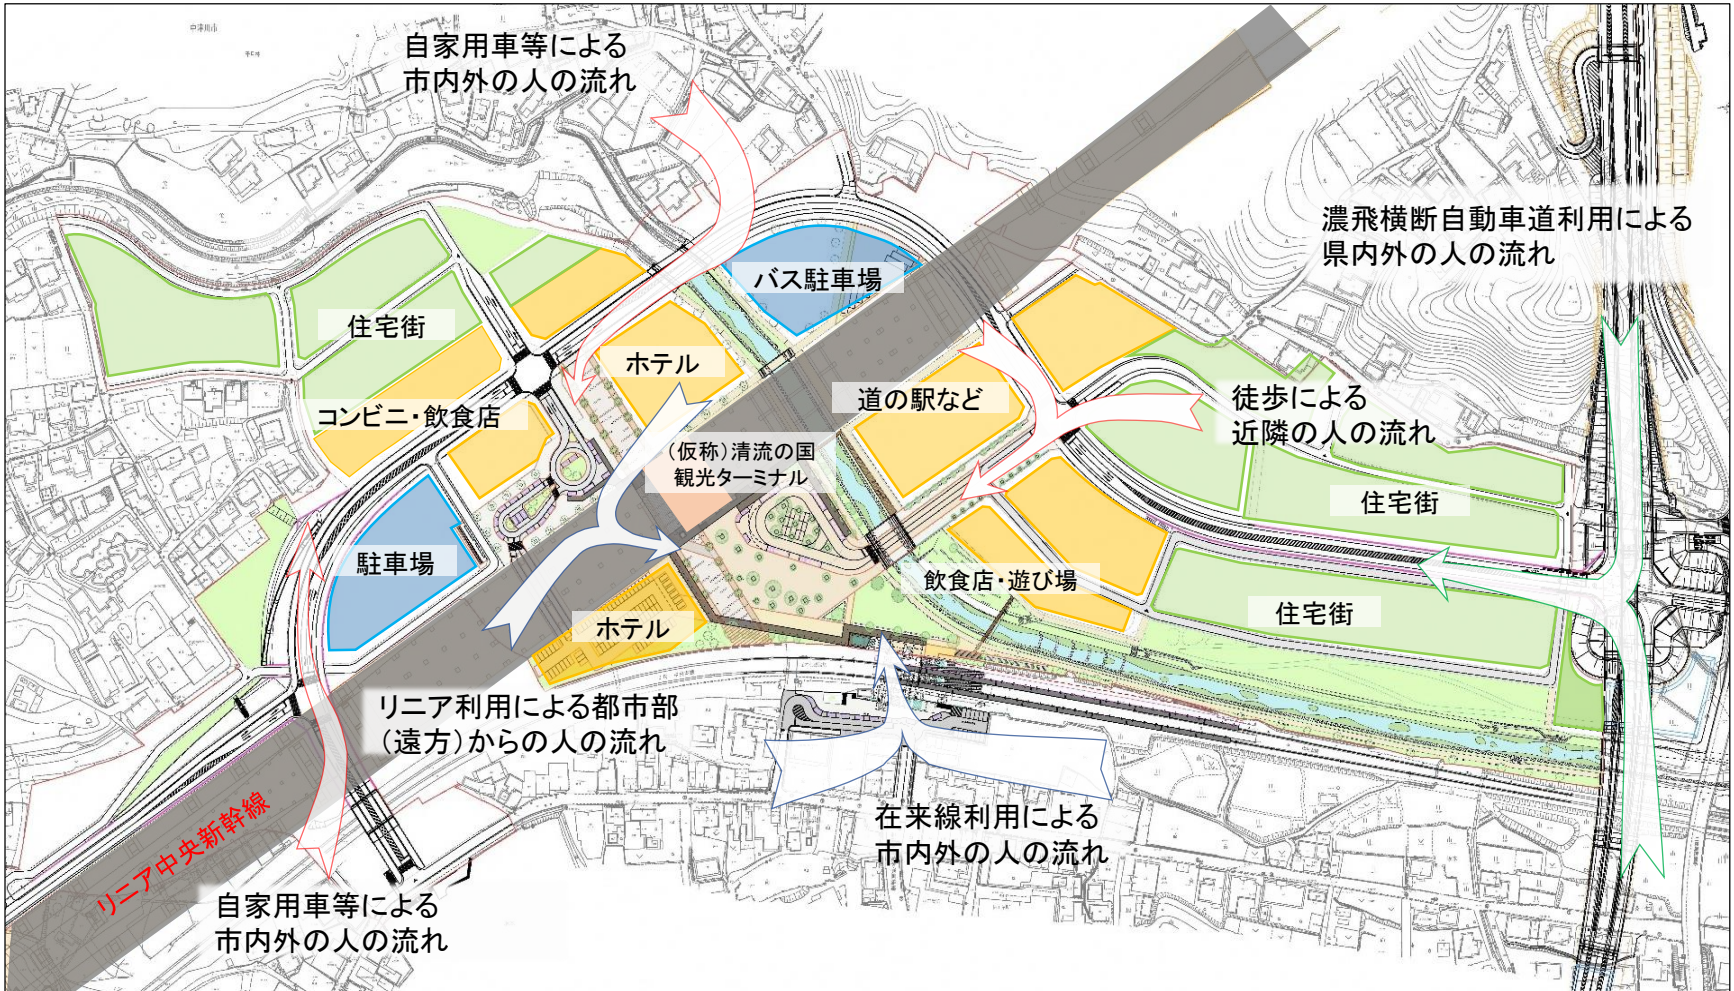 中津川市
自家用車等による
市内外の人の流れ
濃飛横断自動車道利用による
県内外の人の流れ
バス駐車場
住宅街
ホテル
道の駅など
コンビニ・飲食店
徒歩による
近隣の人の流れ
（仮称）清流の国
観光ターミナル
住宅街
駐車場
飲食店・遊び場
住宅街
ホテル
リニア利用による都市部
（遠方）からの人の流れ
リニア中央新幹線
在来線利用による
市内外の人の流れ
自家用車等による
市内外の人の流れ